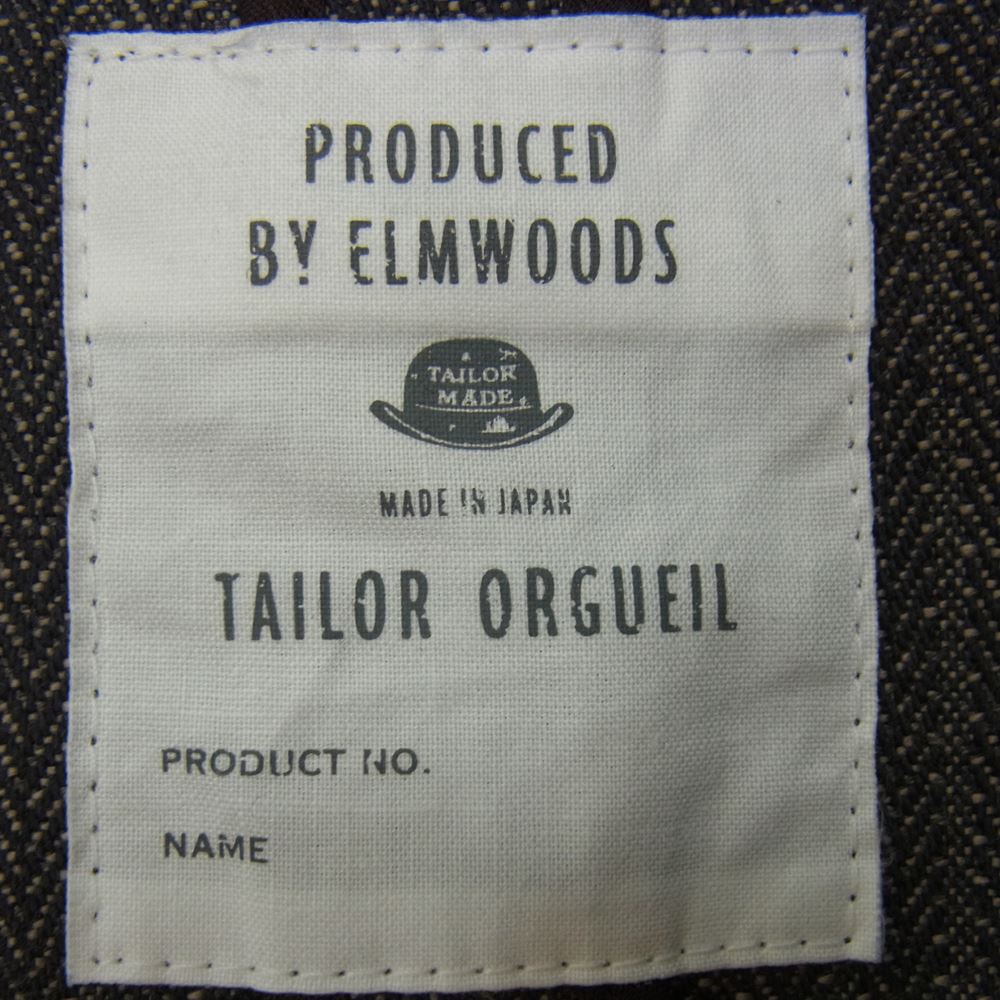 PRODUCED
BY ELMWOODS
TAILOR
MADE
MADE IN JAPAN
TAILOR ORGUEIL
PRODUCT NO.
NAME